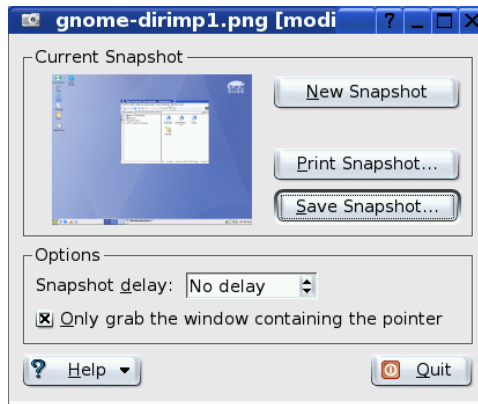 gnome-dirimp1.png [modi
Current Snapshot
New Snapshot
Print Snapshot...
Save Snapshot...
Options
Snapshot delay: No delay
Only grab the window containing the pointer
Help
Quit